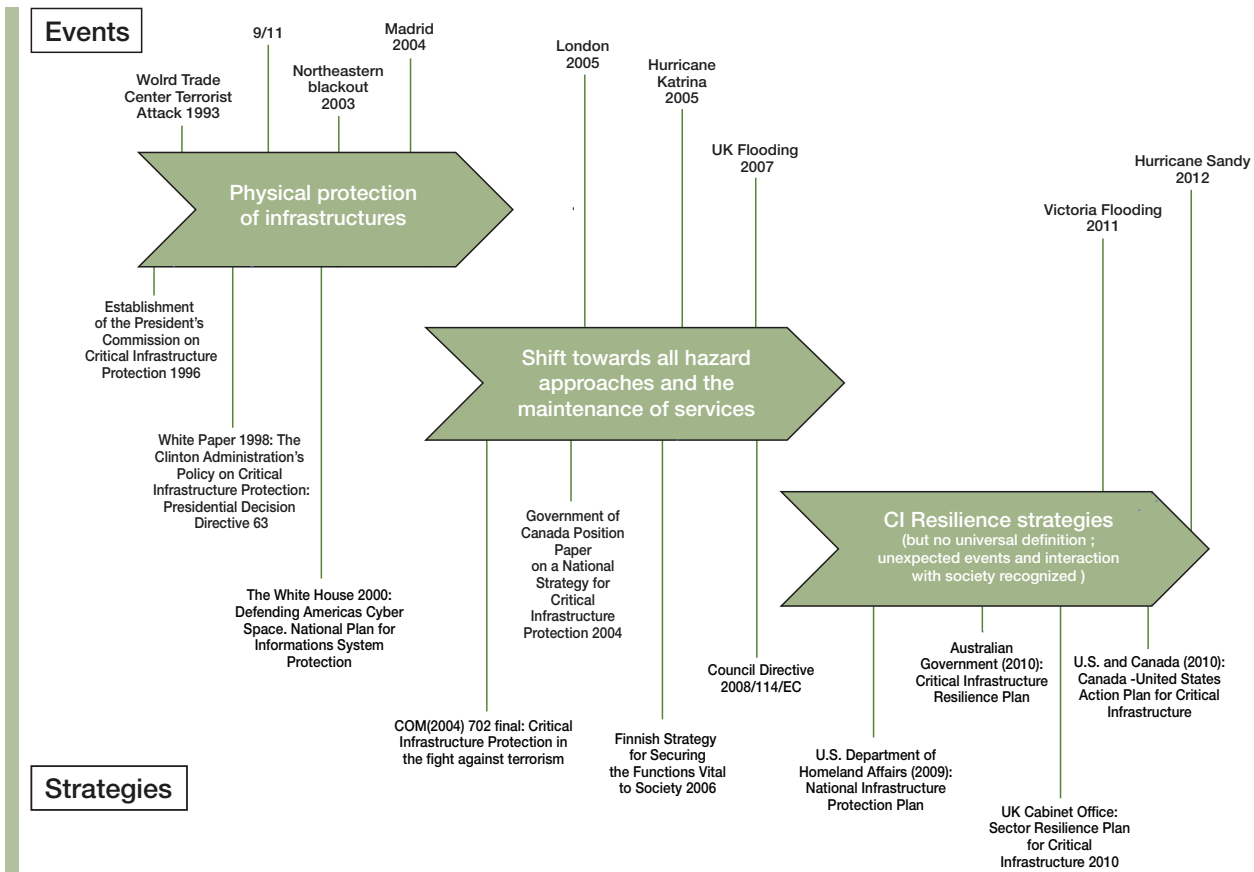 Events
Wolrd Trade
Center Terrorist
Attack 1993
9/11
Northeastern
blackout
2003
Madrid
2004
London
2005
Hurricane
Katrina
2005
UK Flooding
2007
Victoria Flooding
2011
Hurricane Sandy
2012
Physical protection
of infrastructures
Establishment
of the President's
Commission on
Critical Infrastructure
Protection 1996
White Paper 1998: The
Clinton Administration's
Policy on Critical
Infrastructure Protection:
Presidential Decision
Directive 63
The White House 2000:
Defending Americas Cyber
Space. National Plan for
Informations System
Protection
Shift towards all hazard
approaches and the
maintenance of services
COM(2004) 702 final: Critical
Infrastructure Protection in
the fight against terrorism
Government of
Canada Position
Paper
on a National
Strategy for
Critical
Infrastructure
Protection 2004
Finnish Strategy
for Securing
the Functions Vital
to Society 2006
Council Directive
2008/114/EC
CI Resilience strategies
(but no universal definition ;
unexpected events and interaction
with society recognized )
U.S. Department of
Homeland Affairs (2009):
National Infrastructure
Protection Plan
Australian
Government (2010):
Critical Infrastructure
Resilience Plan
UK Cabinet Office:
Sector Resilience Plan
for Critical
Infrastructure 2010
U.S. and Canada (2010):
Canada -United States
Action Plan for Critical
Infrastructure
Strategies